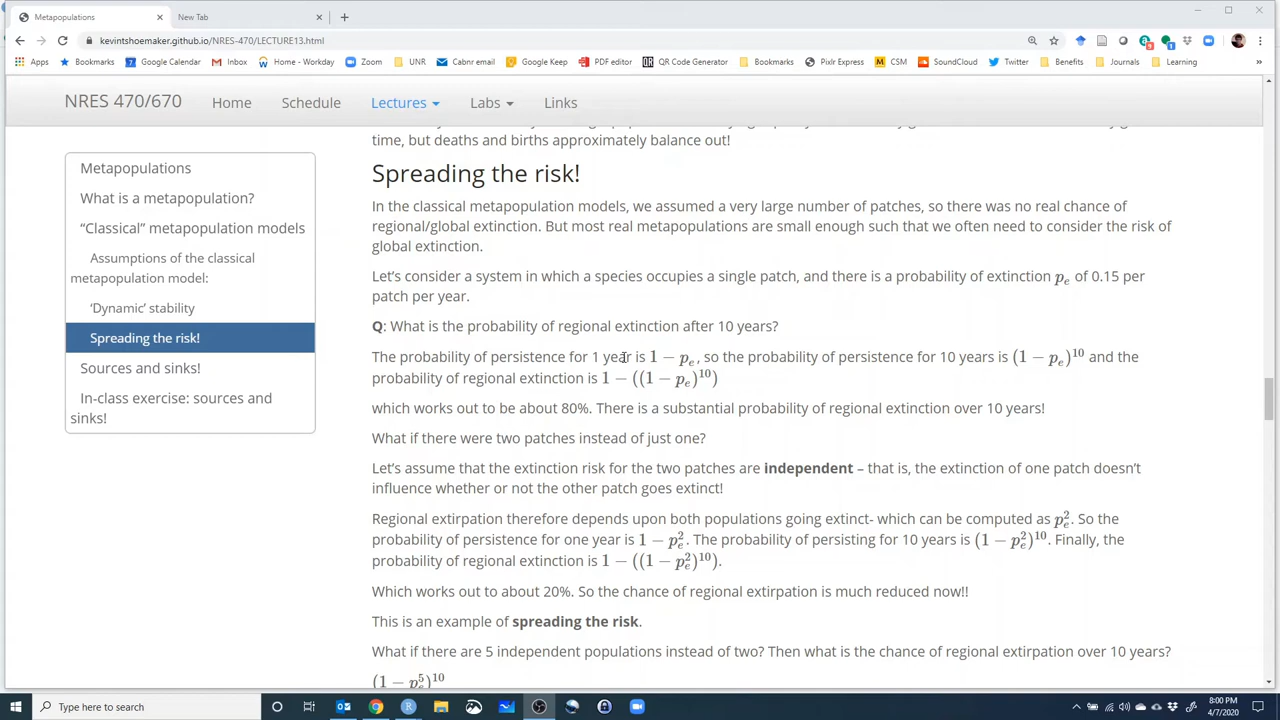 Metapopulations
New Tab
kevintshoemaker.github.io/NRES-470/LECTURE13.html
Apps Bookmarks Google Calendar Inbox Home - Workday Zoom UNR Cabnr email Google Keep PDF editor QR Code Generator Bookmarks Pixlr Express CSM SoundCloud Twitter Benefits Journals Learning
NRES 470/670 Home Schedule Lectures Labs Links
time, but deaths and births approximately balance out!
Metapopulations
What is a metapopulation?
“Classical” metapopulation models
Assumptions of the classical
metapopulation model:
‘Dynamic’ stability
Spreading the risk!
Sources and sinks!
In-class exercise: sources and
sinks!
Spreading the risk!
In the classical metapopulation models, we assumed a very large number of patches, so there was no real chance of
regional/global extinction. But most real metapopulations are small enough such that we often need to consider the risk of
global extinction.
Let’s consider a system in which a species occupies a single patch, and there is a probability of extinction pₑ of 0.15 per
patch per year.
Q: What is the probability of regional extinction after 10 years?
The probability of persistence for 1 year is 1 − pₑ, so the probability of persistence for 10 years is (1 − pₑ)¹⁰ and the
probability of regional extinction is 1 − ((1 − pₑ)¹⁰)
which works out to be about 80%. There is a substantial probability of regional extinction over 10 years!
What if there were two patches instead of just one?
Let’s assume that the extinction risk for the two patches are independent – that is, the extinction of one patch doesn’t
influence whether or not the other patch goes extinct!
Regional extirpation therefore depends upon both populations going extinct- which can be computed as pₑ². So the
probability of persistence for one year is 1 − pₑ². The probability of persisting for 10 years is (1 − pₑ²)¹⁰. Finally, the
probability of regional extinction is 1 − ((1 − pₑ²)¹⁰).
Which works out to about 20%. So the chance of regional extirpation is much reduced now!!
This is an example of spreading the risk.
What if there are 5 independent populations instead of two? Then what is the chance of regional extirpation over 10 years?
(1 − pₑ⁵)¹⁰
Type here to search
8:00 PM
4/7/2020